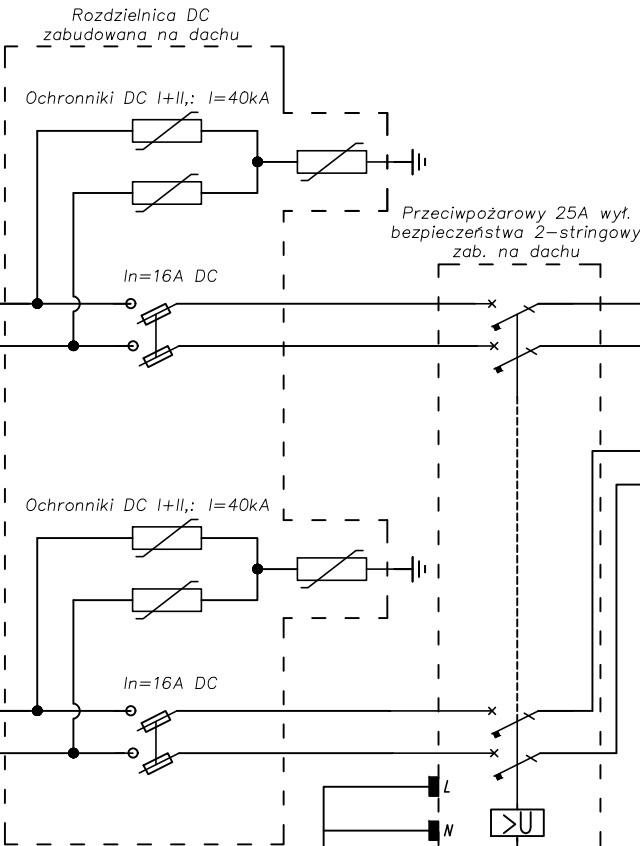 Rozdzielnica DC
zabudowana na dachu
Ochronniki DC I+II,: I=40kA
Przeciwpożarowy 25A wył.
bezpieczeństwa 2-stringowy
zab. na dachu
In=16A DC
Ochronniki DC I+II,: I=40kA
In=16A DC
L
N
>U